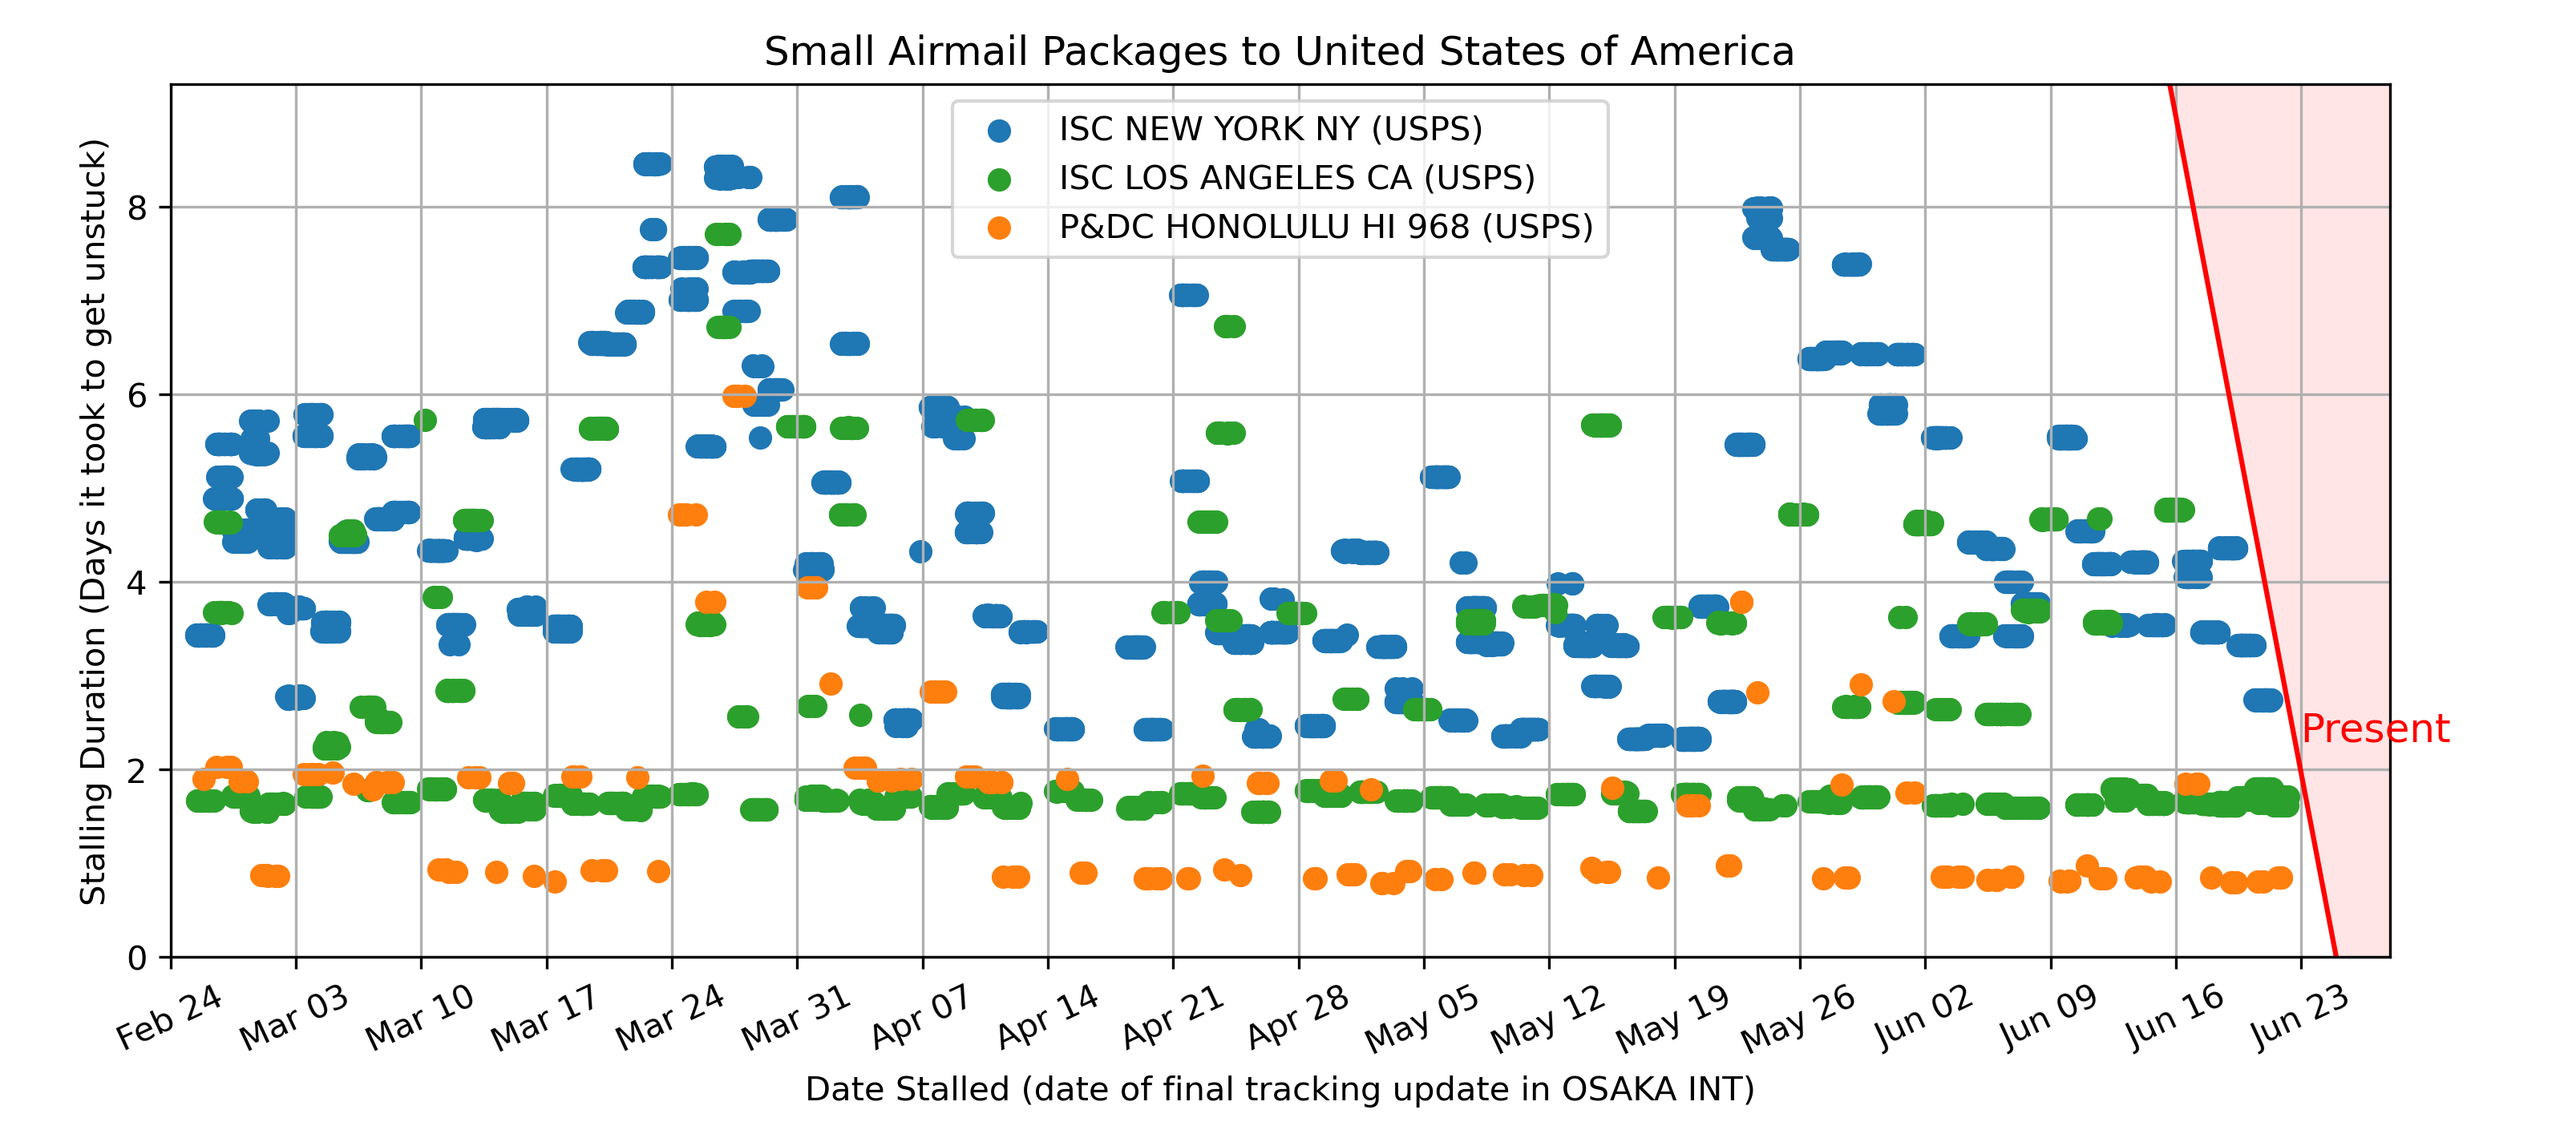 Small Airmail Packages to United States of America
ISC NEW YORK NY (USPS)
ISC LOS ANGELES CA (USPS)
P&DC HONOLULU HI 968 (USPS)
Stalling Duration (Days it took to get unstuck)
8
6
4
2
0
Present
Feb 24
Mar 03
Mar 10
Mar 17
Mar 24
Mar 31
Apr 07
Apr 14
Apr 21
Apr 28
May 05
May 12
May 19
May 26
Jun 02
Jun 09
Jun 16
Jun 23
Date Stalled (date of final tracking update in OSAKA INT)